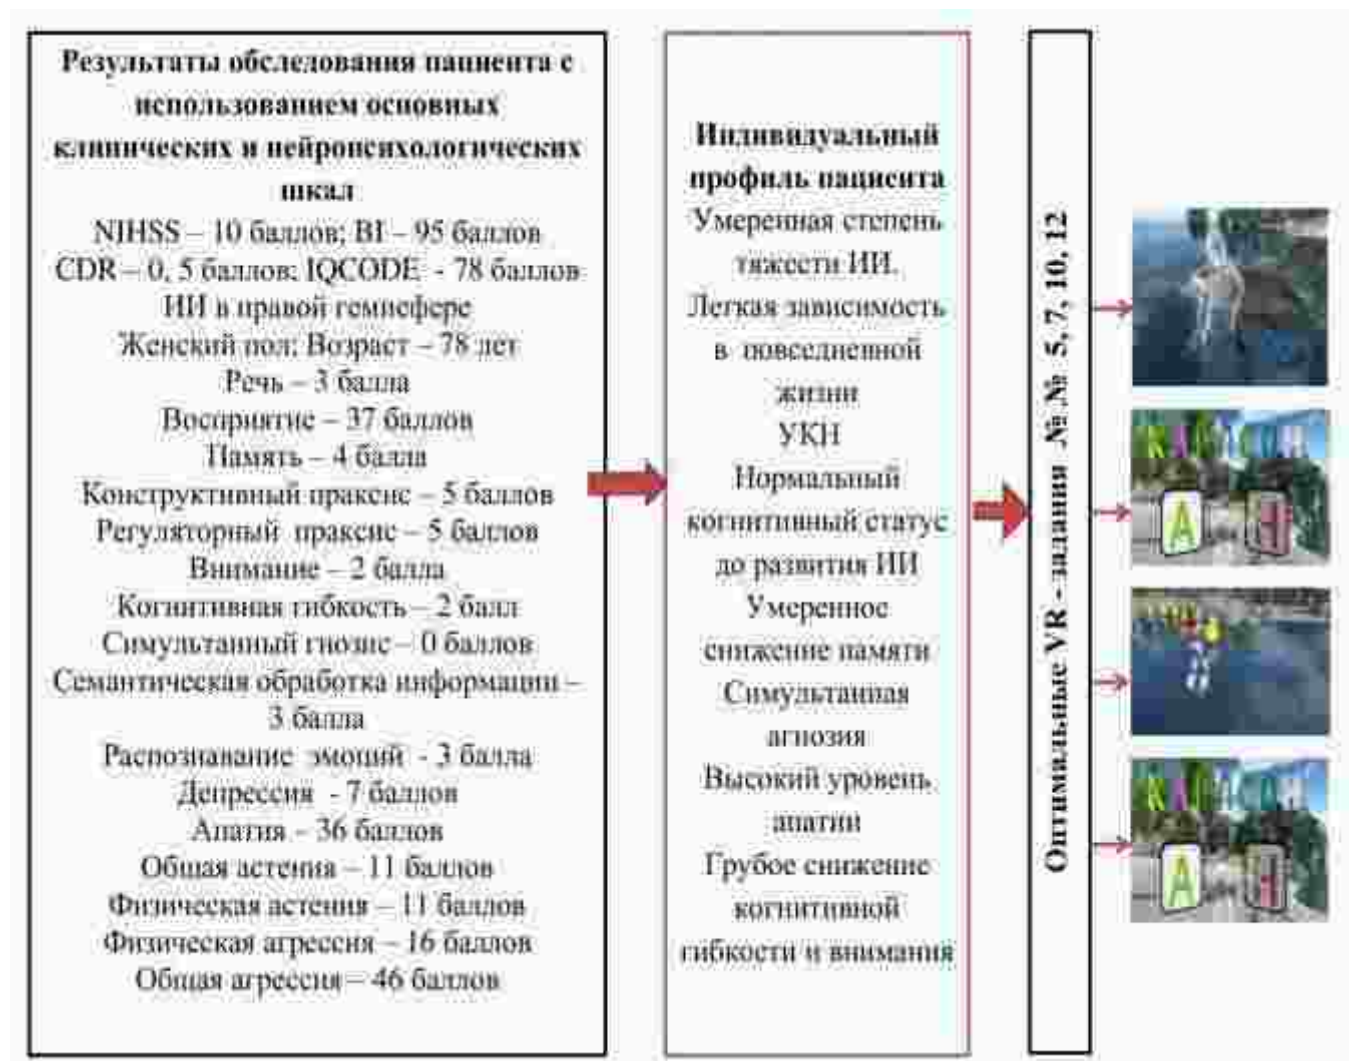 Результаты обследования пациента с
использованием основных
клинических и нейропсихологических
шкал
NIHSS – 10 баллов; BI – 95 баллов
CDR – 0, 5 баллов; IQCODE - 78 баллов
ИИ в правой гемисфере
Женский пол; Возраст – 78 лет
Речь – 3 балла
Восприятие – 37 баллов
Память – 4 балла
Конструктивный праксис – 5 баллов
Регуляторный праксис – 5 баллов
Внимание – 2 балла
Когнитивная гибкость – 2 балл
Симультанный гнозис – 0 баллов
Семантическая обработка информации –
3 балла
Распознавание эмоций - 3 балла
Депрессия - 7 баллов
Апатия – 36 баллов
Общая астения – 11 баллов
Физическая астения – 11 баллов
Физическая агрессия – 16 баллов
Общая агрессия – 46 баллов
Индивидуальный
профиль пациента
Умеренная степень
тяжести ИИ.
Легкая зависимость
в повседневной
жизни
УКН
Нормальный
когнитивный статус
до развития ИИ
Умеренное
снижение памяти
Симультанная
агнозия
Высокий уровень
апатии
Грубое снижение
когнитивной
гибкости и внимания
Оптимальные VR - задания № № 5, 7, 10, 12
А Н
А Н